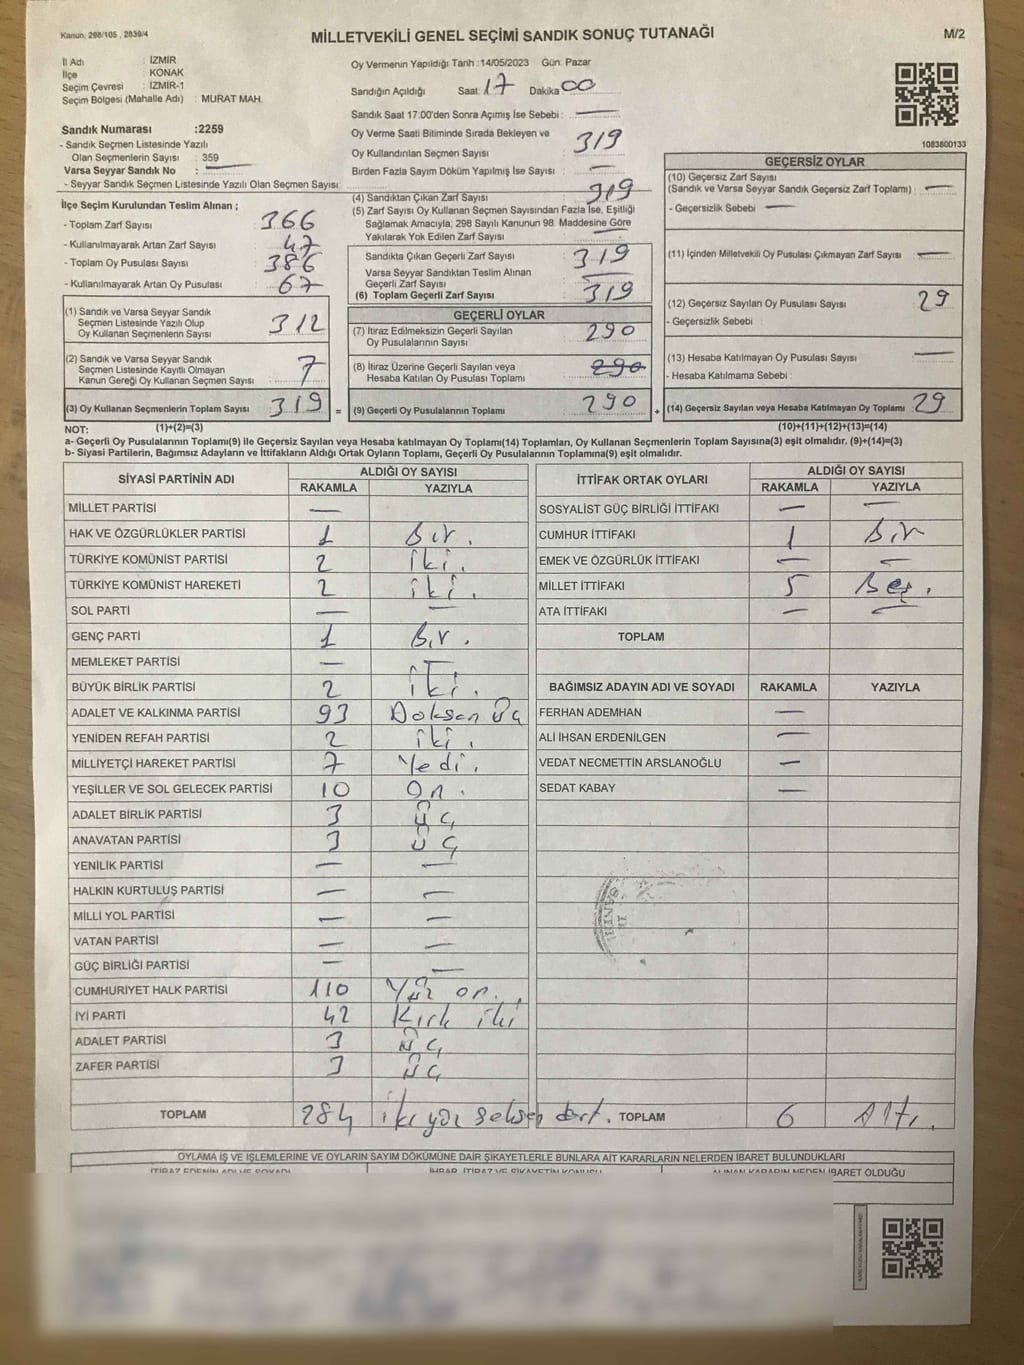 Kanun: 298/105 , 2839/4
MİLLETVEKİLİ GENEL SEÇİMİ SANDIK SONUÇ TUTANAĞI
M/2
İl Adı : İZMİR
İlçe : KONAK
Seçim Çevresi : İZMİR-1
Seçim Bölgesi (Mahalle Adı) : MURAT MAH.
Sandık Numarası :2259
- Sandık Seçmen Listesinde Yazılı
Olan Seçmenlerin Sayısı : 359
Varsa Seyyar Sandık No : —
- Seyyar Sandık Seçmen Listesinde Yazılı Olan Seçmen Sayısı:
Oy Vermenin Yapıldığı Tarih :14/05/2023 Gün: Pazar
Sandığın Açıldığı Saat: 17 Dakika 00
Sandık Saat 17:00'den Sonra Açımış İse Sebebi : —
Oy Verme Saati Bitiminde Sırada Bekleyen ve
Oy Kullandırılan Seçmen Sayısı : 319
Birden Fazla Sayım Döküm Yapılmış İse Sayısı : —
1083600133
İlçe Seçim Kurulundan Teslim Alınan ;
- Toplam Zarf Sayısı : 366
- Kullanılmayarak Artan Zarf Sayısı : 47
- Toplam Oy Pusulası Sayısı : 386
- Kullanılmayarak Artan Oy Pusulası : 67
(1) Sandık ve Varsa Seyyar Sandık
Seçmen Listesinde Yazılı Olup
Oy Kullanan Seçmenlerin Sayısı : 312
(2) Sandık ve Varsa Seyyar Sandık
Seçmen Listesinde Kayıtlı Olmayan
Kanun Gereği Oy Kullanan Seçmen Sayısı : 7
(3) Oy Kullanan Seçmenlerin Toplam Sayısı : 319 =
(4) Sandıktan Çıkan Zarf Sayısı : 319
(5) Zarf Sayısı Oy Kullanan Seçmen Sayısından Fazla İse, Eşitliği
Sağlamak Amacıyla; 298 Sayılı Kanunun 98. Maddesine Göre
Yakılarak Yok Edilen Zarf Sayısı : —
Sandıkta Çıkan Geçerli Zarf Sayısı : 319
Varsa Seyyar Sandıktan Teslim Alınan
Geçerli Zarf Sayısı : —
(6) Toplam Geçerli Zarf Sayısı : 319
GEÇERLİ OYLAR
(7) İtiraz Edilmeksizin Geçerli Sayılan
Oy Pusulalarının Sayısı : 290
(8) İtiraz Üzerine Geçerli Sayılan veya
Hesaba Katılan Oy Pusulası Toplamı : 290
(9) Geçerli Oy Pusulalarının Toplamı : 290 +
GEÇERSİZ OYLAR
(10) Geçersiz Zarf Sayısı
(Sandık ve Varsa Seyyar Sandık Geçersiz Zarf Toplamı) : —
- Geçersizlik Sebebi : —
(11) İçinden Milletvekili Oy Pusulası Çıkmayan Zarf Sayısı : —
(12) Geçersiz Sayılan Oy Pusulası Sayısı : 29
- Geçersizlik Sebebi :
(13) Hesaba Katılmayan Oy Pusulası Sayısı : —
- Hesaba Katılmama Sebebi :
(14) Geçersiz Sayılan veya Hesaba Katılmayan Oy Toplamı : 29
NOT: (1)+(2)=(3) (10)+(11)+(12)+(13)=(14)
a- Geçerli Oy Pusulalarının Toplamı(9) ile Geçersiz Sayılan veya Hesaba katılmayan Oy Toplamı(14) Toplamları, Oy Kullanan Seçmenlerin Toplam Sayısına(3) eşit olmalıdır. (9)+(14)=(3)
b- Siyasi Partilerin, Bağımsız Adayların ve İttifakların Aldığı Ortak Oyların Toplamı, Geçerli Oy Pusulalarının Toplamına(9) eşit olmalıdır.
SİYASİ PARTİNİN ADI ALDIĞI OY SAYISI
RAKAMLA YAZIYLA
MİLLET PARTİSİ —
HAK VE ÖZGÜRLÜKLER PARTİSİ 1 Bir.
TÜRKİYE KOMÜNİST PARTİSİ 2 iki.
TÜRKİYE KOMÜNİST HAREKETİ 2 iki.
SOL PARTİ — —
GENÇ PARTİ 1 Bir.
MEMLEKET PARTİSİ — —
BÜYÜK BİRLİK PARTİSİ 2 iki.
ADALET VE KALKINMA PARTİSİ 93 Doksan Üç
YENİDEN REFAH PARTİSİ 2 iki.
MİLLİYETÇİ HAREKET PARTİSİ 7 Yedi.
YEŞİLLER VE SOL GELECEK PARTİSİ 10 On.
ADALET BİRLİK PARTİSİ 3 üç
ANAVATAN PARTİSİ 3 üç
YENİLİK PARTİSİ — —
HALKIN KURTULUŞ PARTİSİ — —
MİLLİ YOL PARTİSİ — —
VATAN PARTİSİ — —
GÜÇ BİRLİĞİ PARTİSİ — —
CUMHURİYET HALK PARTİSİ 110 Yüz on.
İYİ PARTİ 42 Kırk iki
ADALET PARTİSİ 3 üç
ZAFER PARTİSİ 3 üç
TOPLAM 284 iki yüz seksen dört.
İTTİFAK ORTAK OYLARI ALDIĞI OY SAYISI
RAKAMLA YAZIYLA
SOSYALİST GÜÇ BİRLİĞİ İTTİFAKI — —
CUMHUR İTTİFAKI 1 Bir
EMEK VE ÖZGÜRLÜK İTTİFAKI — —
MİLLET İTTİFAKI 5 Beş.
ATA İTTİFAKI — —
TOPLAM
BAĞIMSIZ ADAYIN ADI VE SOYADI RAKAMLA YAZIYLA
FERHAN ADEMHAN —
ALİ İHSAN ERDENİLGEN —
VEDAT NECMETTİN ARSLANOĞLU —
SEDAT KABAY —
TOPLAM 6 Altı.
OYLAMA İŞ VE İŞLEMLERİNE VE OYLARIN SAYIM DÖKÜMÜNE DAİR ŞİKAYETLERLE BUNLARA AİT KARARLARIN NELERDEN İBARET BULUNDUKLARI
İTİRAZ EDENİN ADI VE SOYADI İHBAR, İTİRAZ VE ŞİKAYETİN KONUSU ALINAN KARARIN NEDEN İBARET OLDUĞU